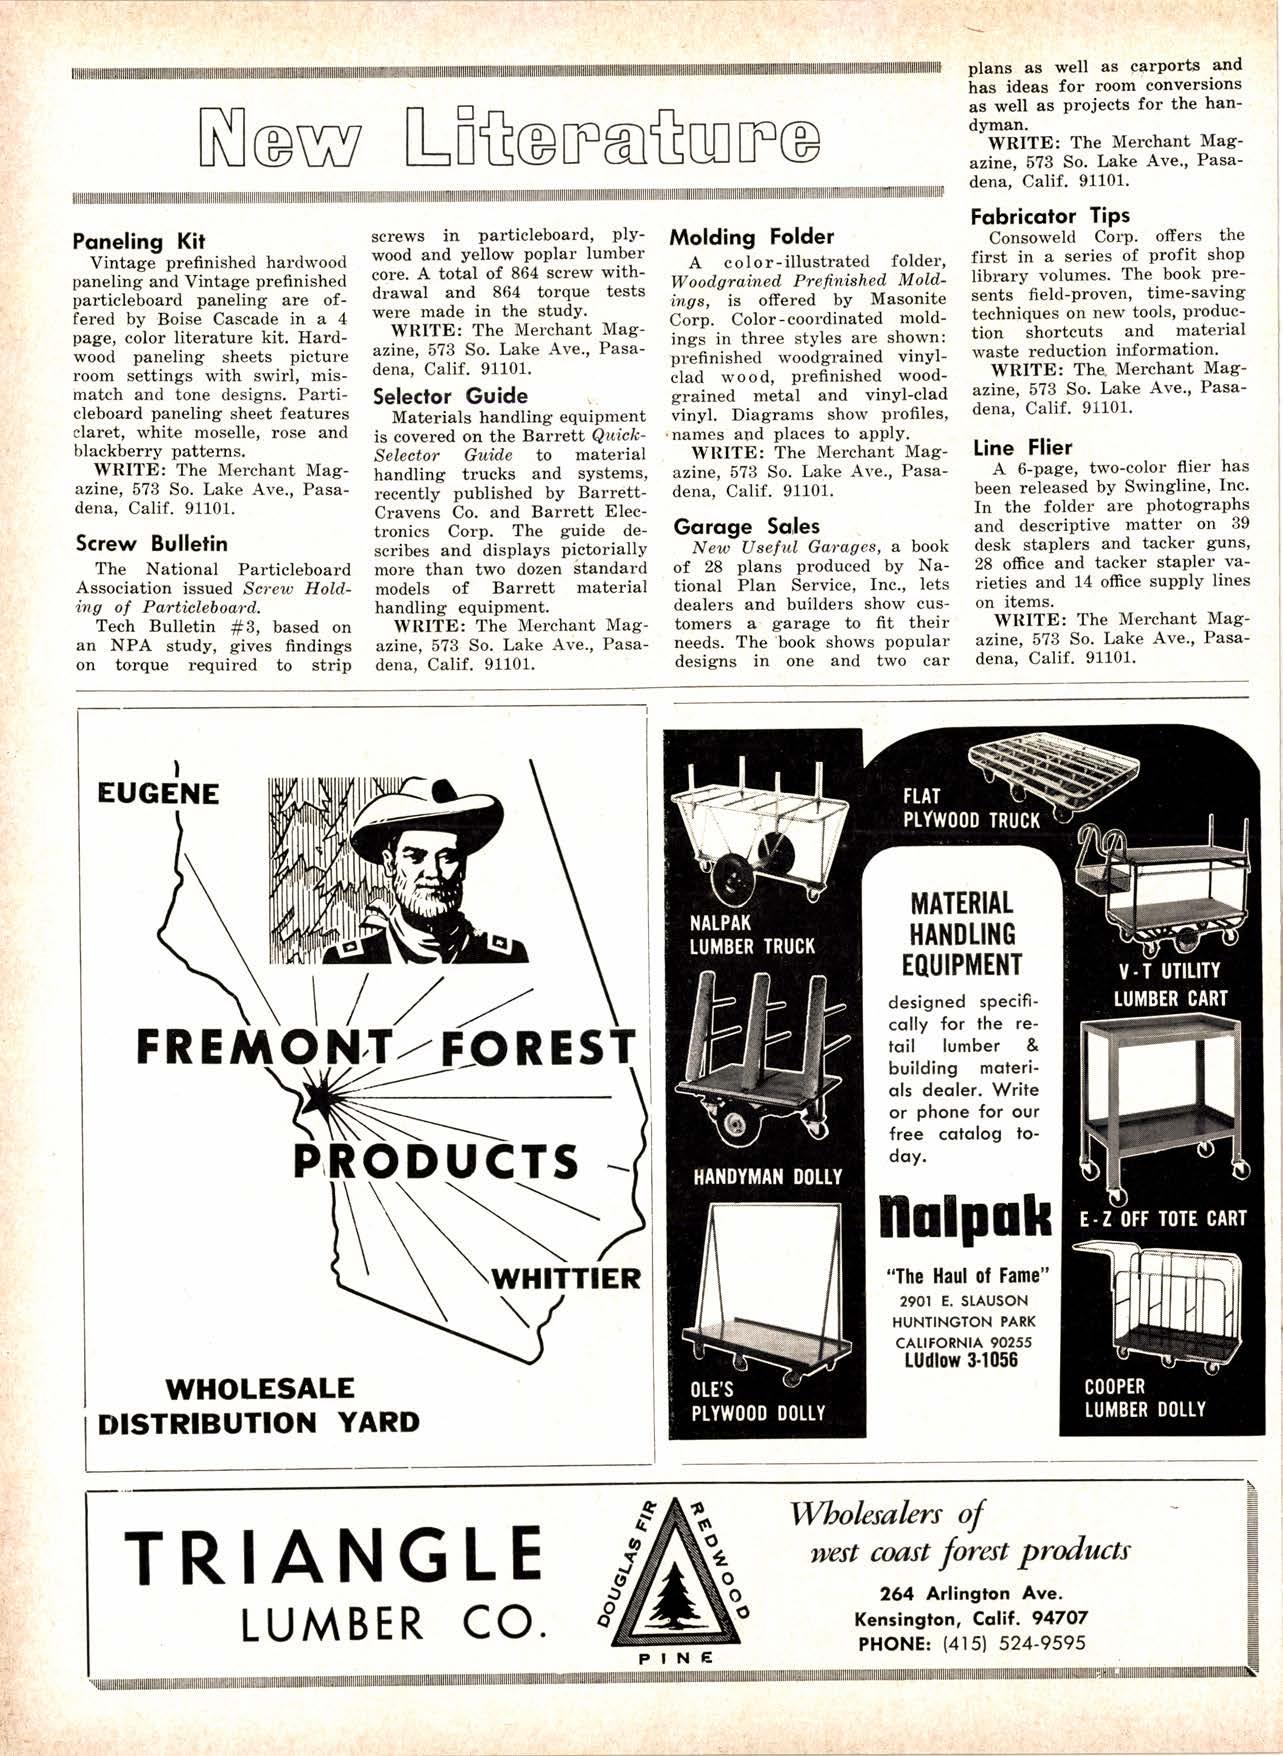 New Literature
Paneling Kit
Vintage prefinished hardwood
paneling and Vintage prefinished
particleboard paneling are of-
fered by Boise Cascade in a 4
page, color literature kit. Hard-
wood paneling sheets picture
room settings with swirl, mis-
match and tone designs. Parti-
cleboard paneling sheet features
claret, white moselle, rose and
blackberry patterns.
WRITE: The Merchant Mag-
azine, 573 So. Lake Ave., Pasa-
dena, Calif. 91101.
Screw Bulletin
The National Particleboard
Association issued Screw Hold-
ing of Particleboard.
Tech Bulletin #3, based on
an NPA study, gives findings
on torque required to strip
screws in particleboard, ply-
wood and yellow poplar lumber
core. A total of 864 screw with-
drawal and 864 torque tests
were made in the study.
WRITE: The Merchant Mag-
azine, 573 So. Lake Ave., Pasa-
dena, Calif. 91101.
Selector Guide
Materials handling equipment
is covered on the Barrett Quick-
Selector Guide to material
handling trucks and systems,
recently published by Barrett-
Cravens Co. and Barrett Elec-
tronics Corp. The guide de-
scribes and displays pictorially
more than two dozen standard
models of Barrett material
handling equipment.
WRITE: The Merchant Mag-
azine, 573 So. Lake Ave., Pasa-
dena, Calif. 91101.
Molding Folder
A color-illustrated folder,
Woodgrained Prefinished Mold-
ings, is offered by Masonite
Corp. Color-coordinated mold-
ings in three styles are shown:
prefinished woodgrained vinyl-
clad wood, prefinished wood-
grained metal and vinyl-clad
vinyl. Diagrams show profiles,
names and places to apply.
WRITE: The Merchant Mag-
azine, 573 So. Lake Ave., Pasa-
dena, Calif. 91101.
Garage Sales
New Useful Garages, a book
of 28 plans produced by Na-
tional Plan Service, Inc., lets
dealers and builders show cus-
tomers a garage to fit their
needs. The book shows popular
designs in one and two car
plans as well as carports and
has ideas for room conversions
as well as projects for the han-
dyman.
WRITE: The Merchant Mag-
azine, 573 So. Lake Ave., Pasa-
dena, Calif. 91101.
Fabricator Tips
Consoweld Corp. offers the
first in a series of profit shop
library volumes. The book pre-
sents field-proven, time-saving
techniques on new tools, produc-
tion shortcuts and material
waste reduction information.
WRITE: The Merchant Mag-
azine, 573 So. Lake Ave., Pasa-
dena, Calif. 91101.
Line Flier
A 6-page, two-color flier has
been released by Swingline, Inc.
In the folder are photographs
and descriptive matter on 39
desk staplers and tacker guns,
28 office and tacker stapler va-
rieties and 14 office supply lines
on items.
WRITE: The Merchant Mag-
azine, 573 So. Lake Ave., Pasa-
dena, Calif. 91101.
EUGENE
FREMONT FOREST
PRODUCTS
WHITTIER
WHOLESALE
DISTRIBUTION YARD
NALPAK
LUMBER TRUCK
HANDYMAN DOLLY
OLE'S
PLYWOOD DOLLY
FLAT
PLYWOOD TRUCK
MATERIAL
HANDLING
EQUIPMENT
designed specifi-
cally for the re-
tail lumber &
building materi-
als dealer. Write
or phone for our
free catalog to-
day.
nalpak
"The Haul of Fame"
2901 E. SLAUSON
HUNTINGTON PARK
CALIFORNIA 90255
LUdlow 3-1056
V-T UTILITY
LUMBER CART
E-Z OFF TOTE CART
COOPER
LUMBER DOLLY
TRIANGLE
LUMBER CO.
DOUGLAS FIR
REDWOOD
PINE
Wholesalers of
west coast forest products
264 Arlington Ave.
Kensington, Calif. 94707
PHONE: (415) 524-9595